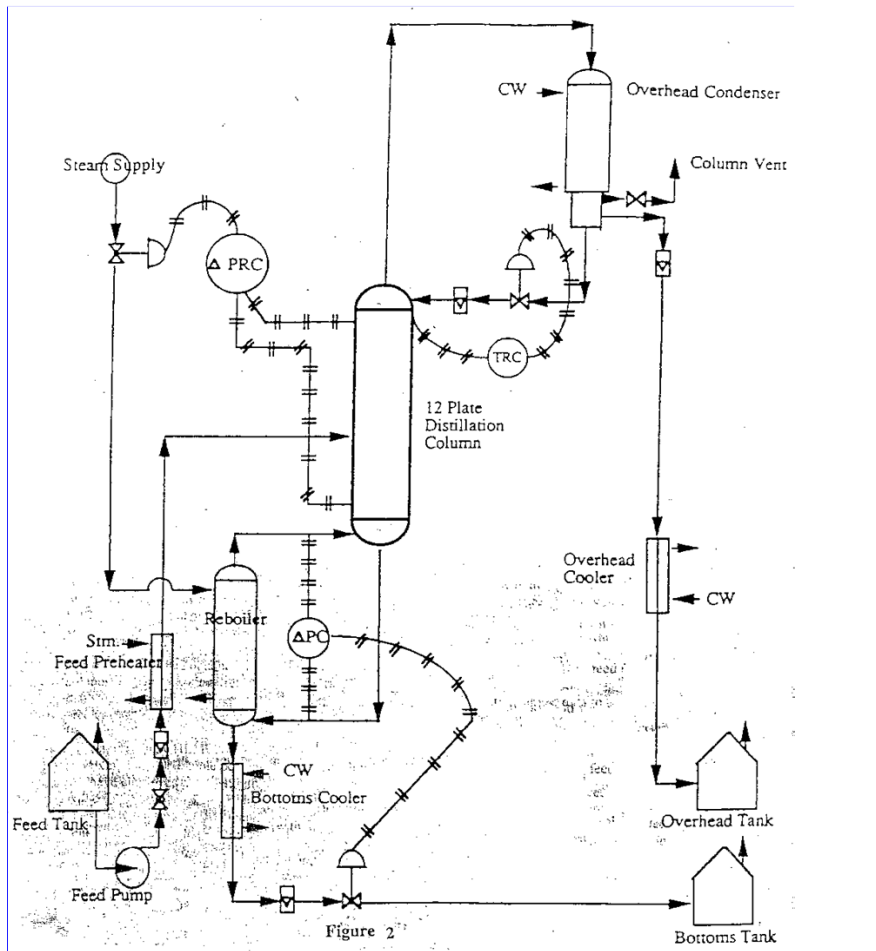 CW
Overhead Condenser
Steam Supply
Column Vent
Δ PRC
TRC
12 Plate
Distillation
Column
Overhead
Cooler
CW
Reboiler
Stm.
Feed Preheater
Δ PC
CW
Bottoms Cooler
Feed Tank
Overhead Tank
Feed Pump
Figure 2
Bottoms Tank